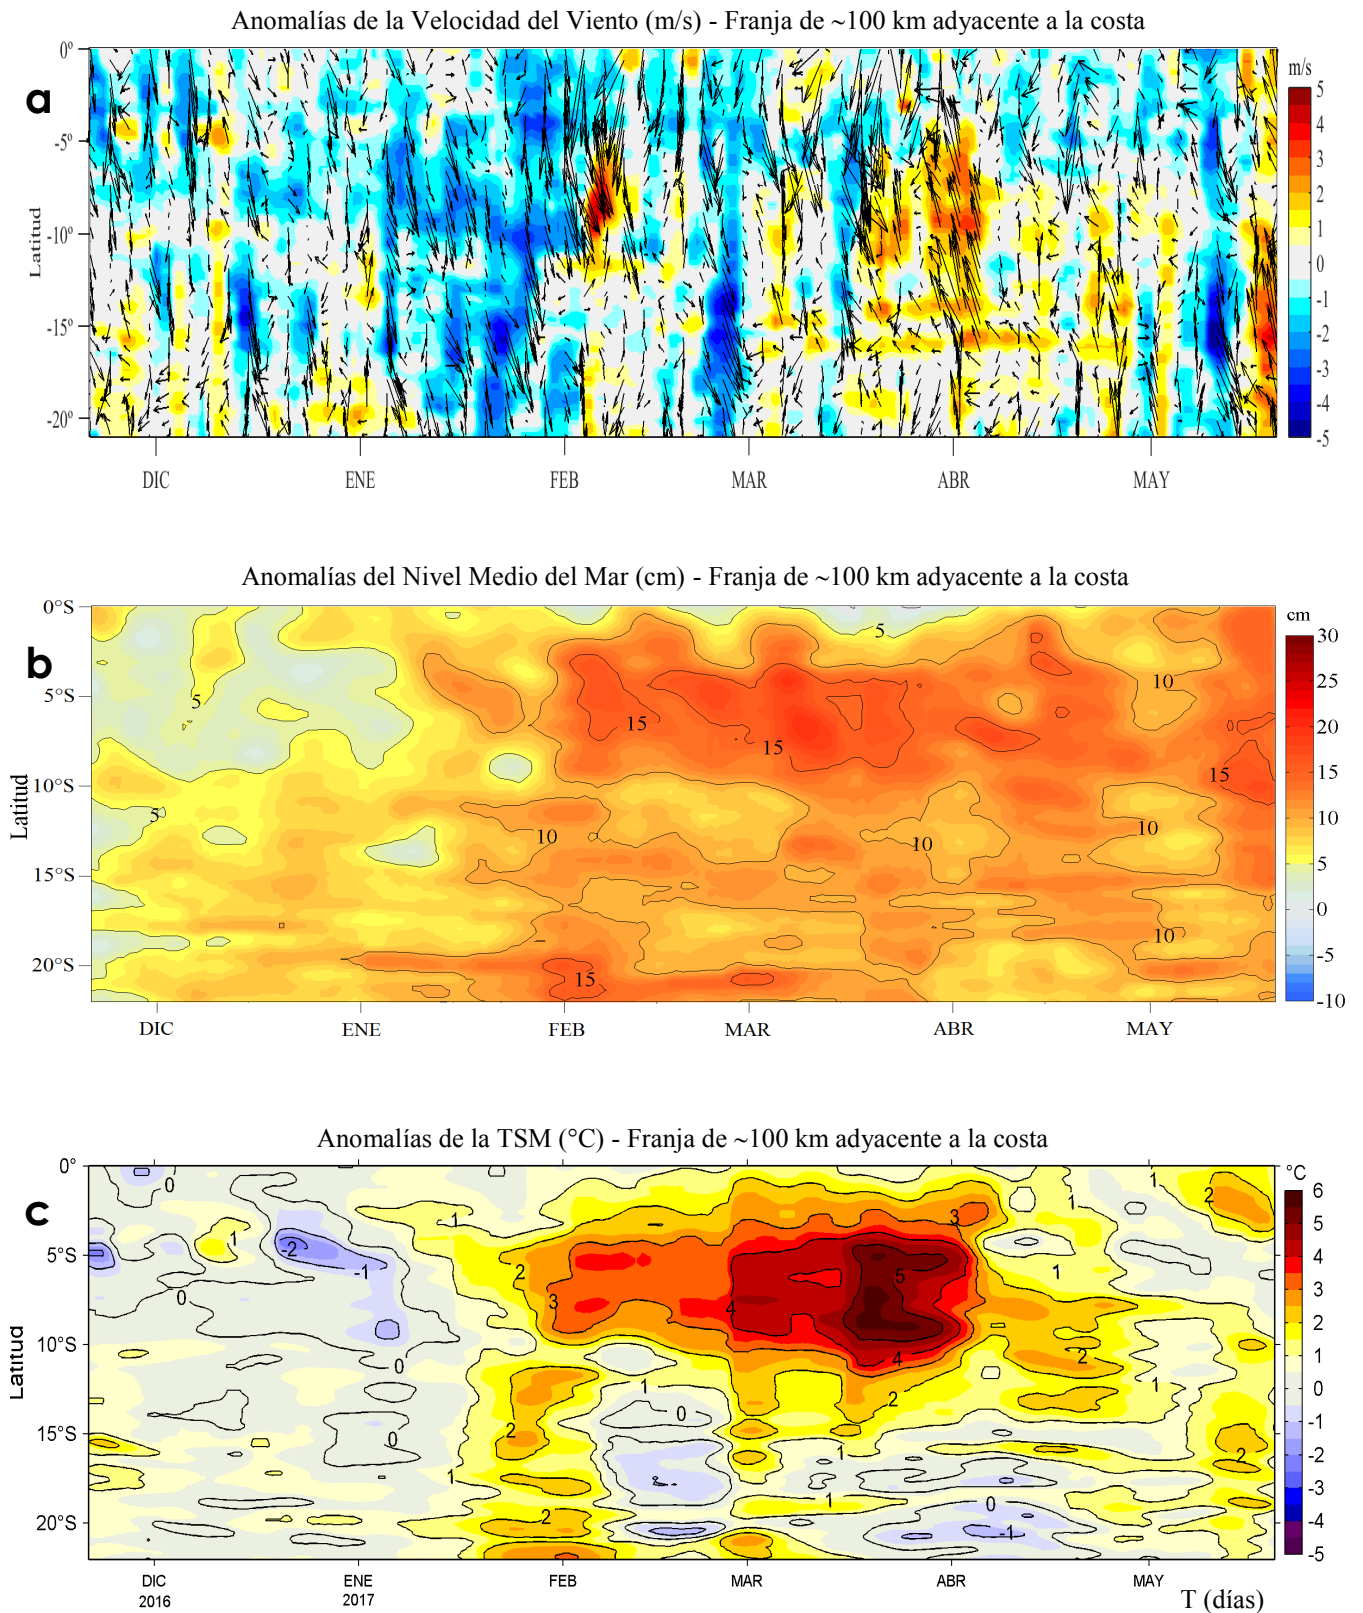 Anomalías de la Velocidad del Viento (m/s) - Franja de ~100 km adyacente a la costa
a
Latitud
0º
-5º
-10º
-15º
-20º
DIC ENE FEB MAR ABR MAY
m/s
5
4
3
2
1
0
-1
-2
-3
-4
-5
Anomalías del Nivel Medio del Mar (cm) - Franja de ~100 km adyacente a la costa
b
Latitud
0°S
5°S
10°S
15°S
20°S
5
5
5
10
15
15
15
10
10
10
10
15
DIC ENE FEB MAR ABR MAY
cm
30
25
20
15
10
5
0
-5
-10
Anomalías de la TSM (°C) - Franja de ~100 km adyacente a la costa
c
Latitud
0°
5°S
10°S
15°S
20°S
0
1
1
2
1
3
1
-2
-1
2
5
1
0
3
4
0
4
2
1
1
2
0
2
0
1
2
1
1
0
2
-1
DIC ENE FEB MAR ABR MAY
2016 2017
T (días)
°C
6
5
4
3
2
1
0
-1
-2
-3
-4
-5